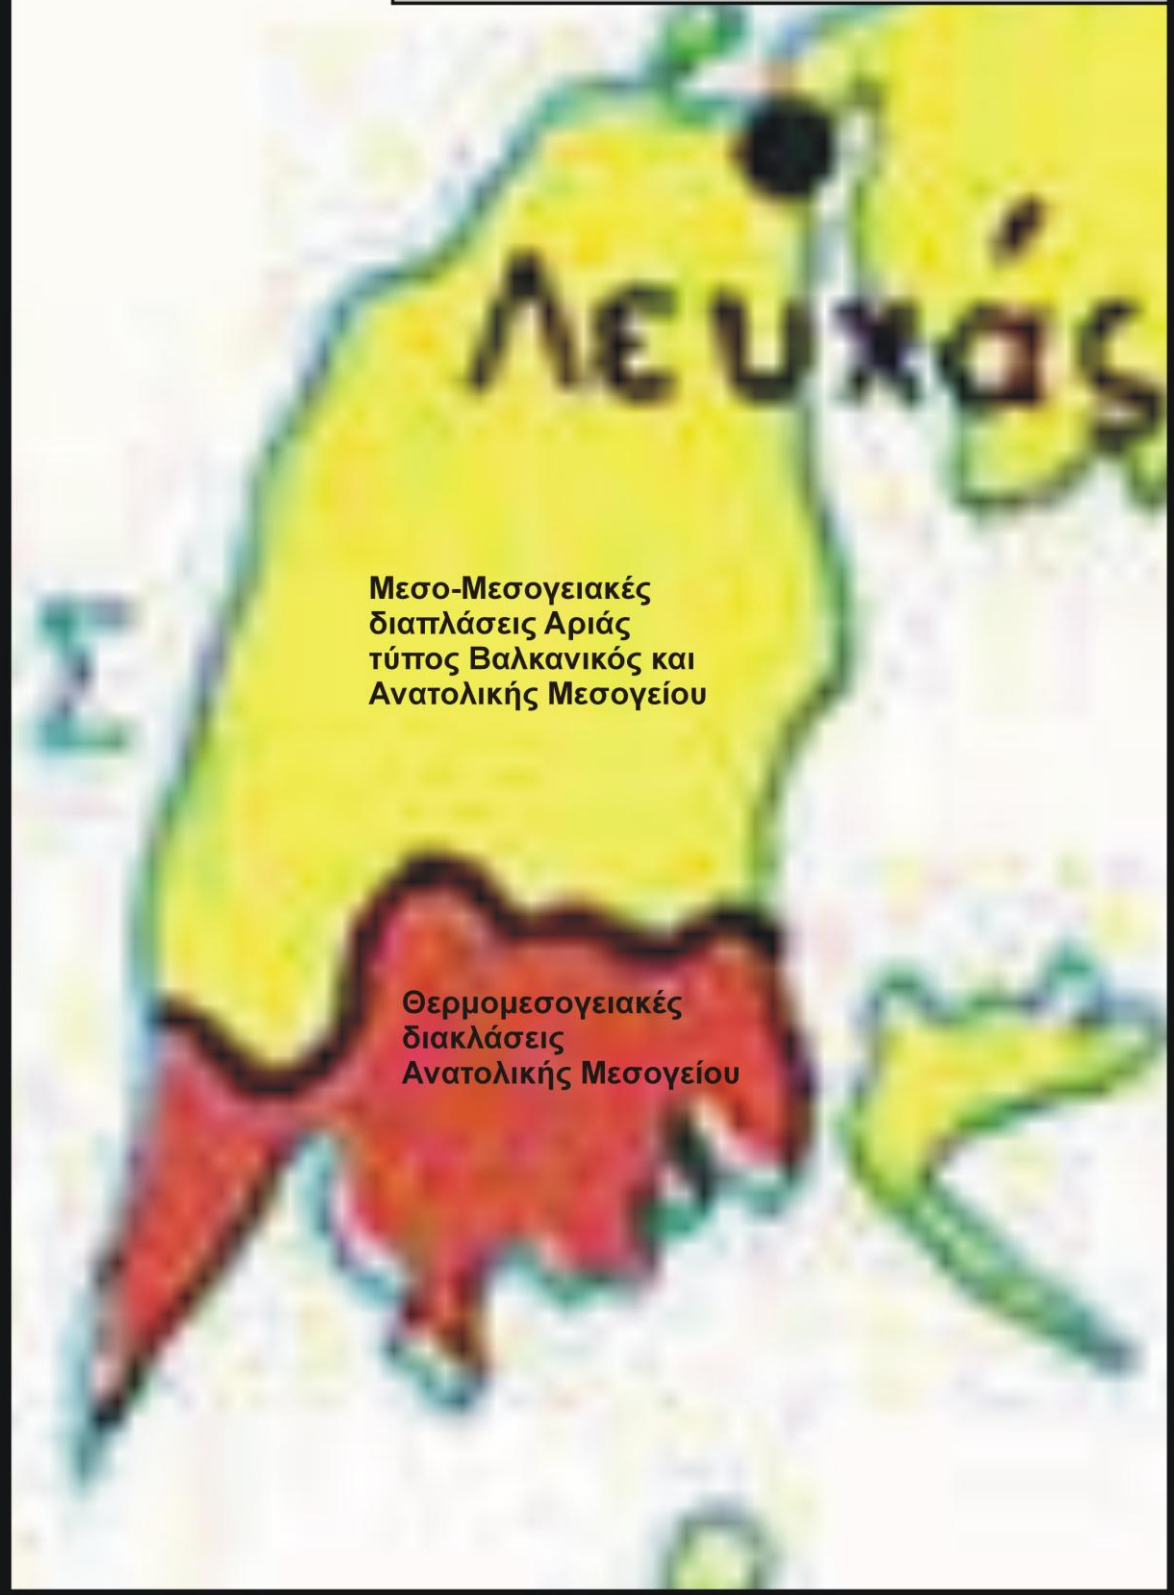 Λευκάς
Σ
Μεσο-Μεσογειακές
διαπλάσεις Αριάς
τύπος Βαλκανικός και
Ανατολικής Μεσογείου
Θερμομεσογειακές
διακλάσεις
Ανατολικής Μεσογείου